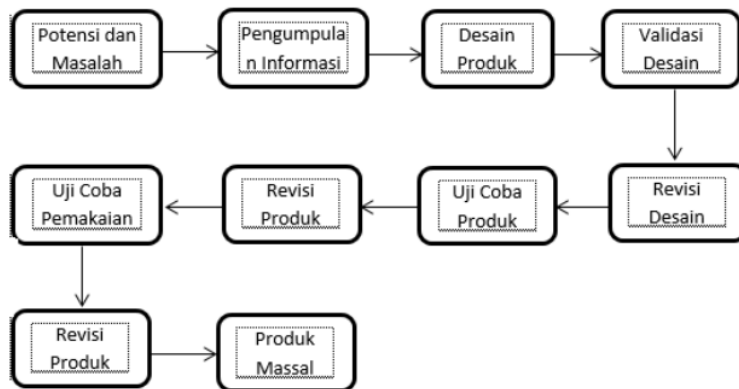 Potensi dan
Masalah
Pengumpula
n Informasi
Desain
Produk
Validasi
Desain
Revisi
Desain
Uji Coba
Produk
Revisi
Produk
Uji Coba
Pemakaian
Revisi
Produk
Produk
Massal